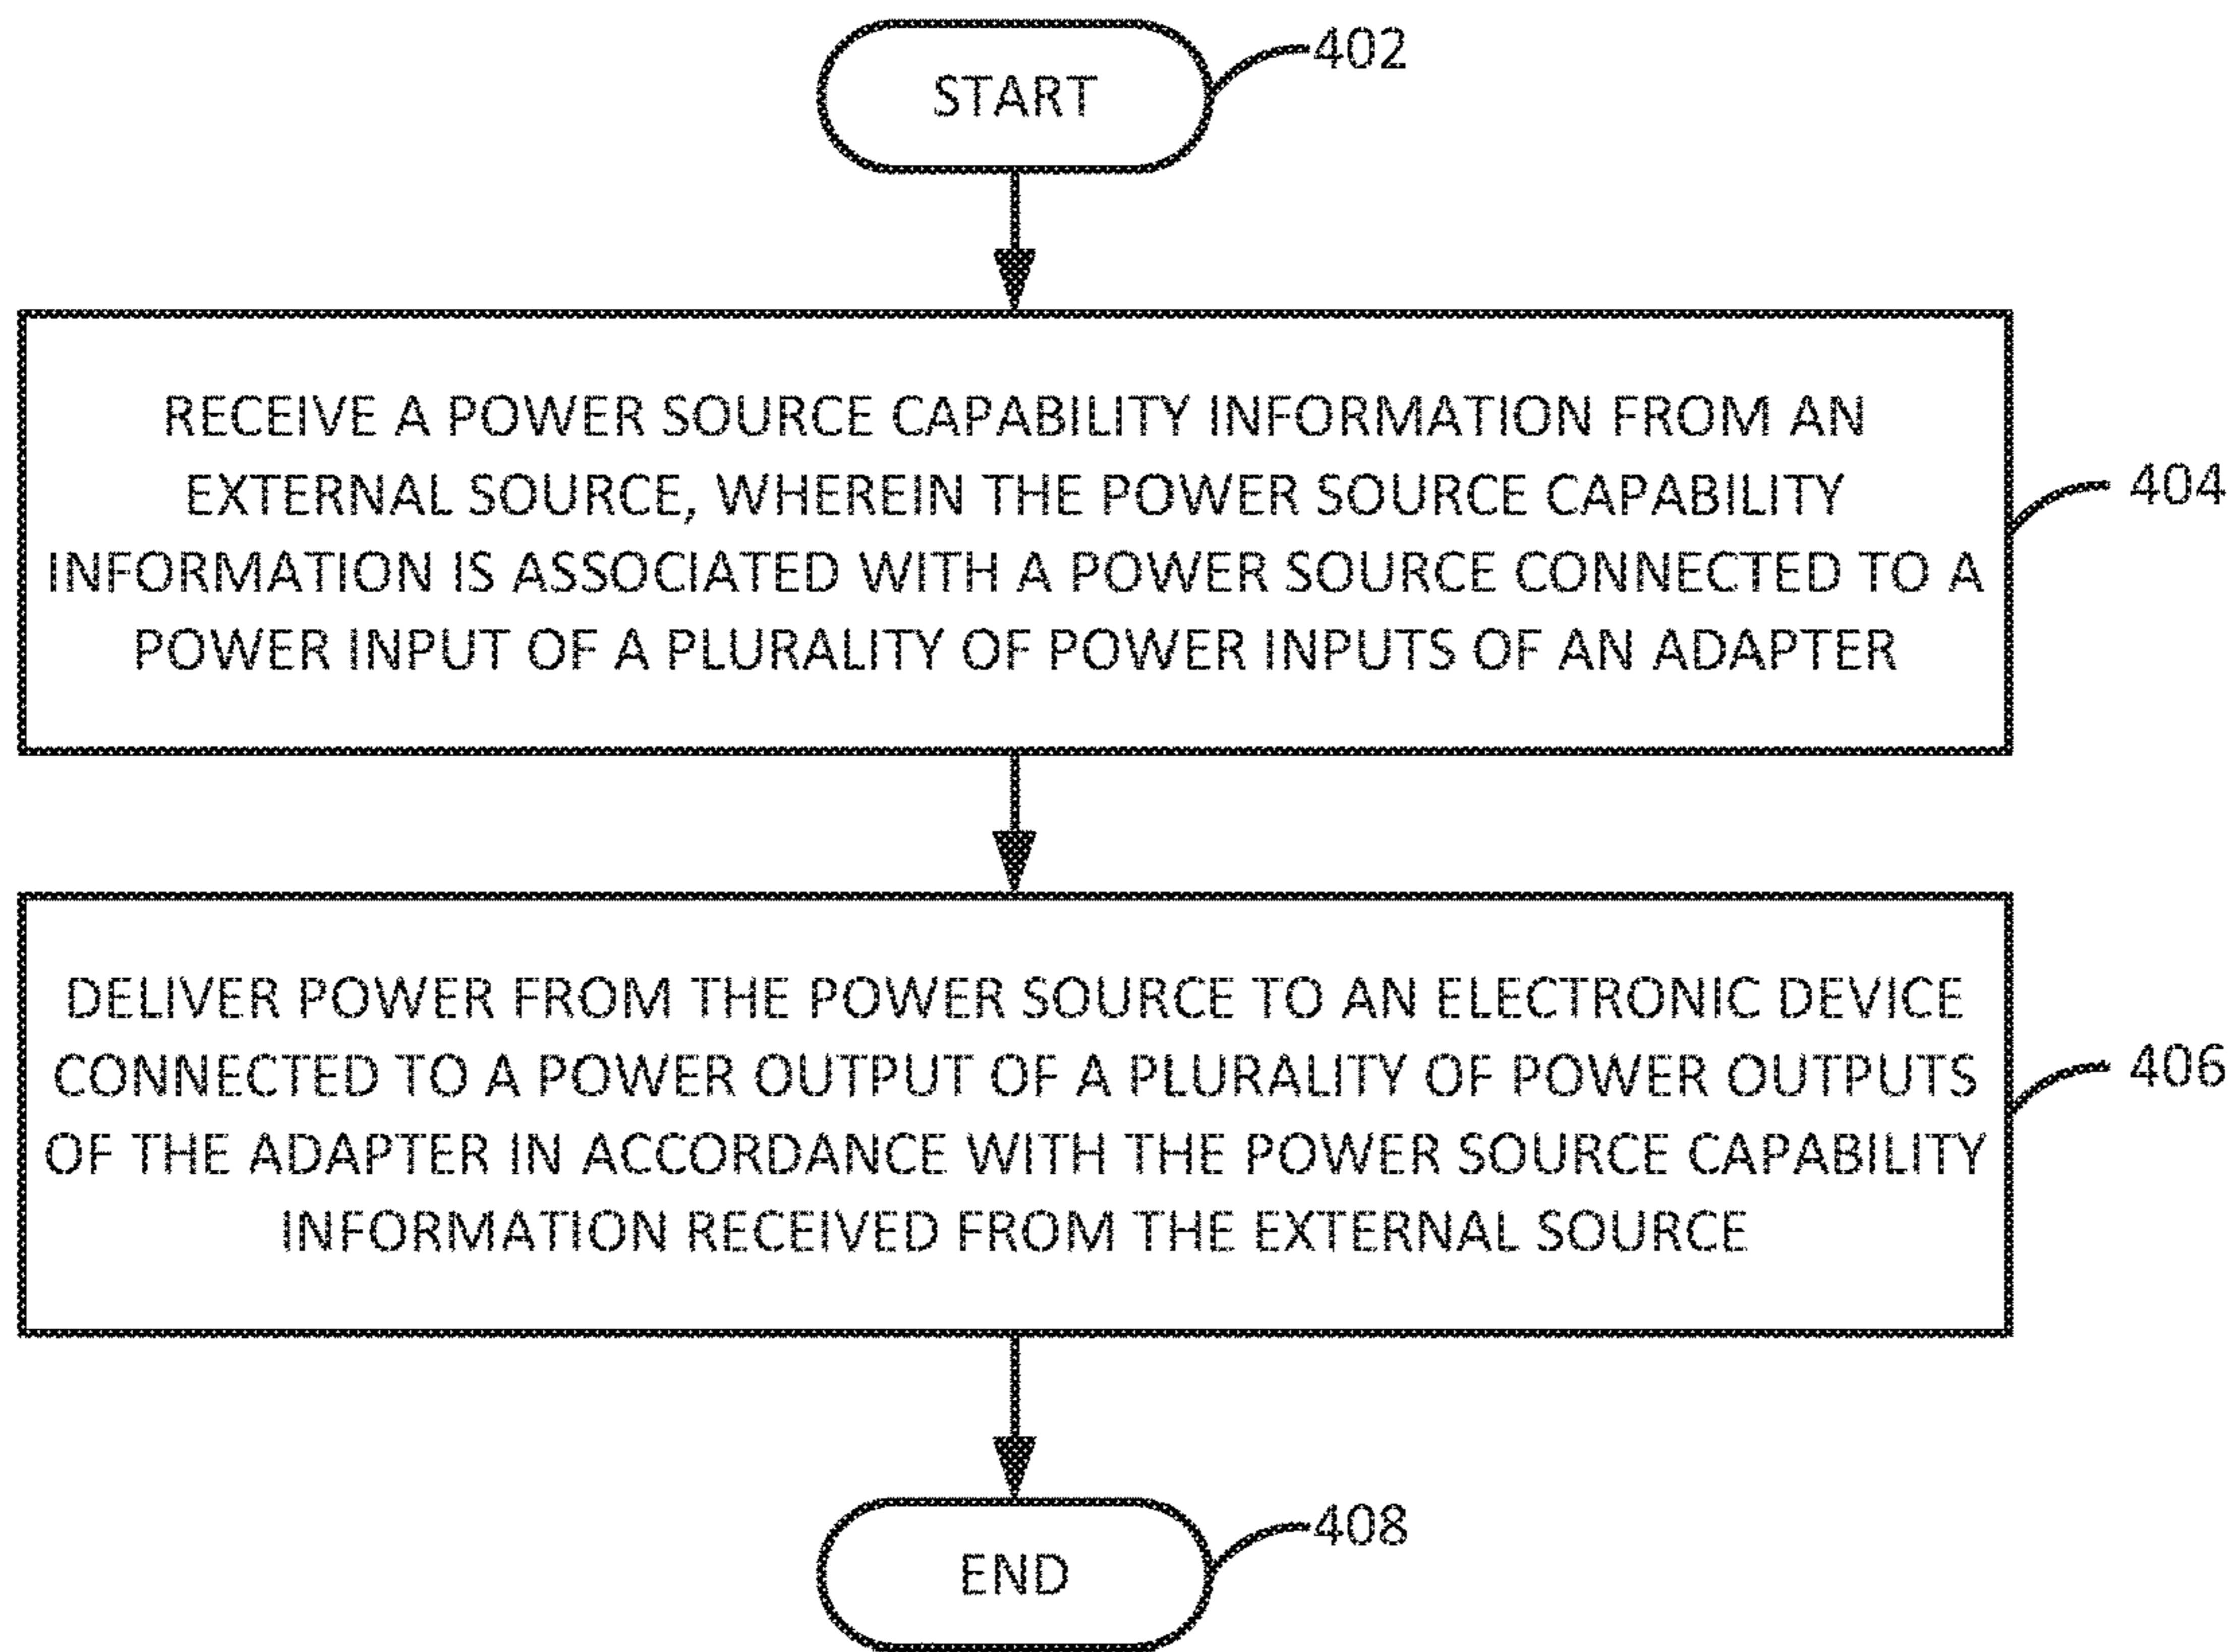 402
START
RECEIVE A POWER SOURCE CAPABILITY INFORMATION FROM AN
EXTERNAL SOURCE, WHEREIN THE POWER SOURCE CAPABILITY
INFORMATION IS ASSOCIATED WITH A POWER SOURCE CONNECTED TO A
POWER INPUT OF A PLURALITY OF POWER INPUTS OF AN ADAPTER
404
DELIVER POWER FROM THE POWER SOURCE TO AN ELECTRONIC DEVICE
CONNECTED TO A POWER OUTPUT OF A PLURALITY OF POWER OUTPUTS
OF THE ADAPTER IN ACCORDANCE WITH THE POWER SOURCE CAPABILITY
INFORMATION RECEIVED FROM THE EXTERNAL SOURCE
406
408
END